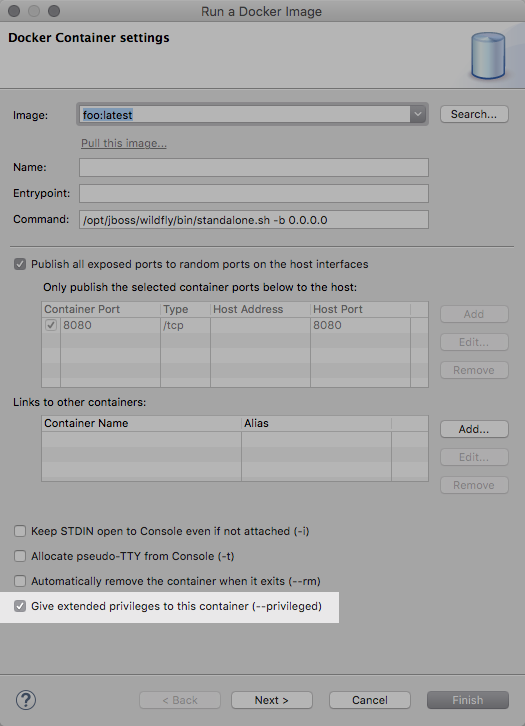 Run a Docker Image
Docker Container settings
Image: foo:latest Search...
Pull this image...
Name:
Entrypoint:
Command: /opt/jboss/wildfly/bin/standalone.sh -b 0.0.0.0
Publish all exposed ports to random ports on the host interfaces
Only publish the selected container ports below to the host:
Container Port Type Host Address Host Port Add
8080 /tcp 8080
Edit...
Remove
Links to other containers:
Container Name Alias Add...
Edit...
Remove
Keep STDIN open to Console even if not attached (-i)
Allocate pseudo-TTY from Console (-t)
Automatically remove the container when it exits (--rm)
Give extended privileges to this container (--privileged)
? < Back Next > Cancel Finish